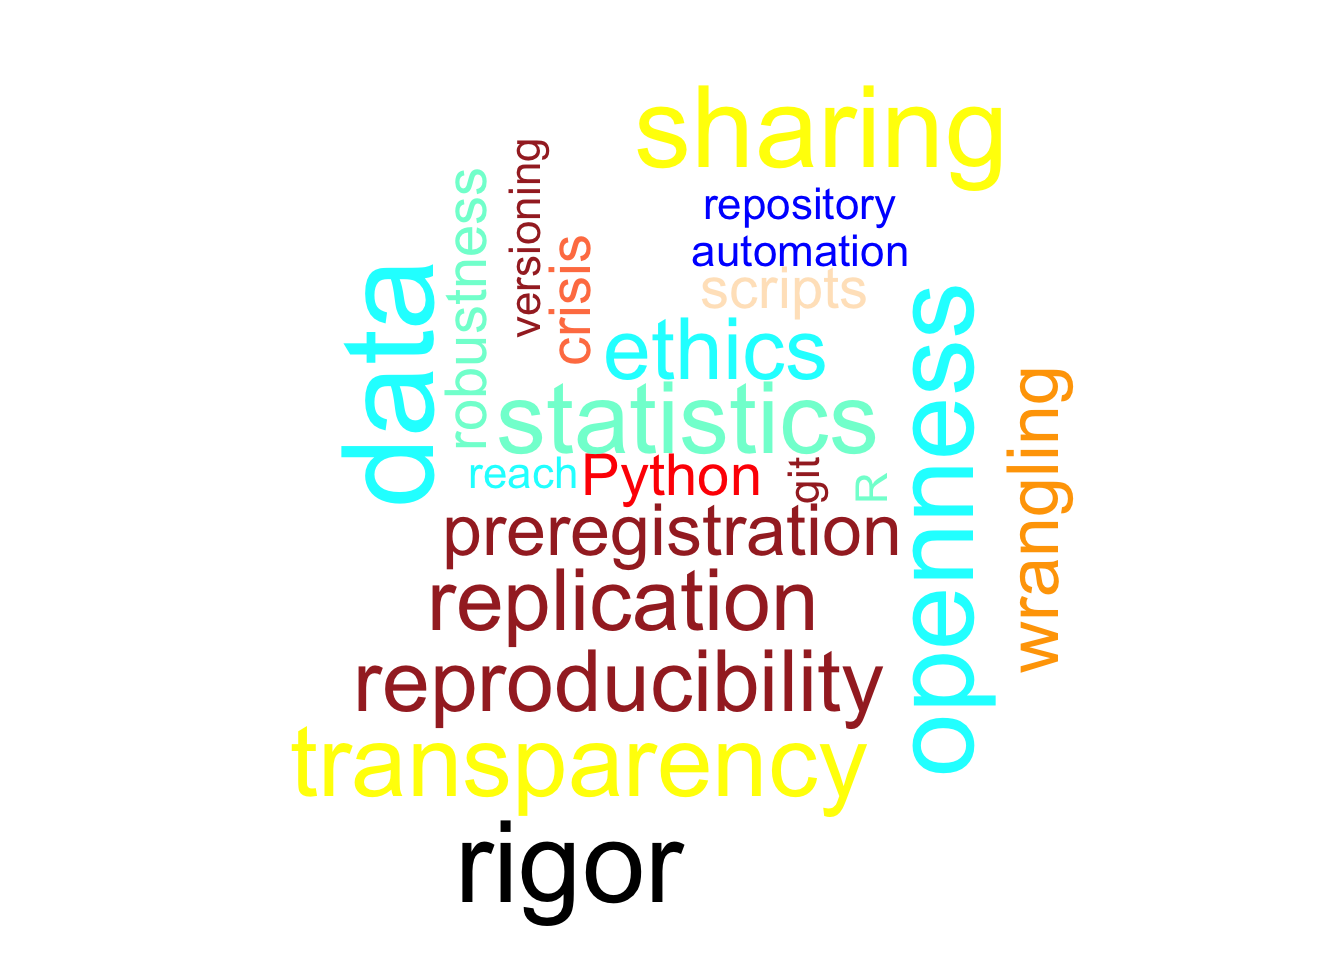 sharing
repository
automation
scripts
versioning
robustness
crisis
data
ethics
statistics
openness
wrangling
reach
Python
git
R
preregistration
replication
reproducibility
transparency
rigor